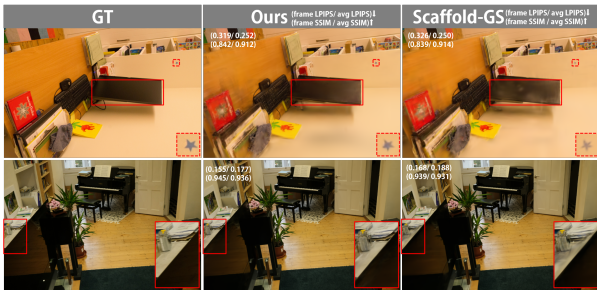 GT
Ours (frame LPIPS/ avg LPIPS)⬇
(frame SSIM / avg SSIM)⬆
Scaffold-GS (frame LPIPS/ avg LPIPS)⬇
(frame SSIM / avg SSIM)⬆
(0.319/ 0.252)
(0.842/ 0.912)
(0.326/ 0.250)
(0.839/ 0.914)
(0.155/ 0.177)
(0.945/ 0.936)
(0.168/ 0.188)
(0.939/ 0.931)